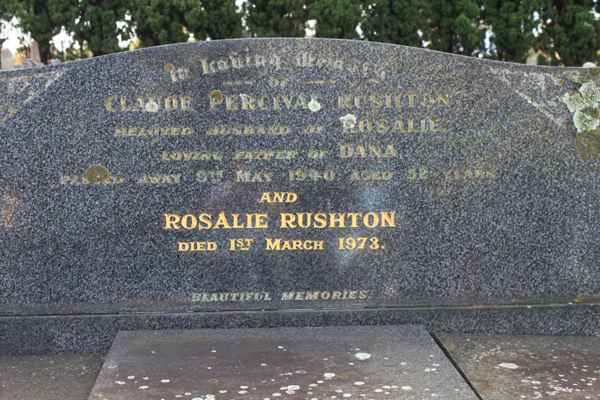 In loving memory
OF
CLAUDE PERCIVAL RUSHTON
BELOVED HUSBAND OF ROSALIE.
LOVING FATHER OF DANA.
PASSED AWAY 9TH MAY 1940 AGED 52 YEARS
AND
ROSALIE RUSHTON
DIED 1ST MARCH 1973.
BEAUTIFUL MEMORIES.